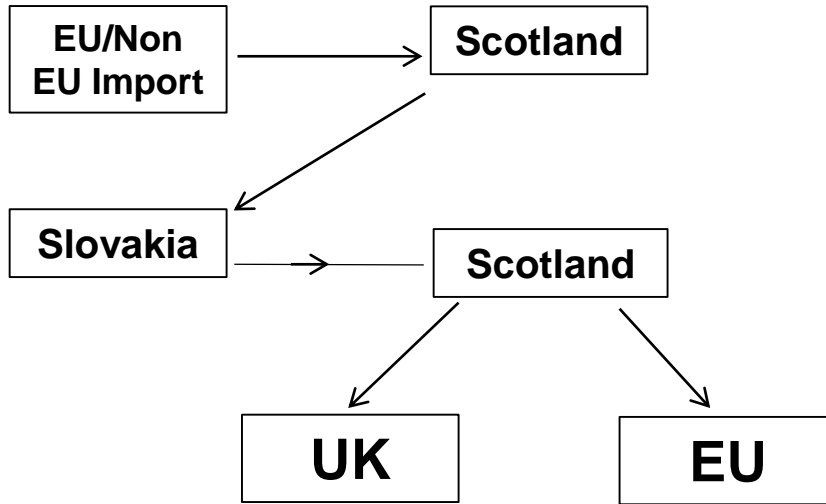 EU/Non
EU Import
Scotland
Slovakia
Scotland
UK
EU